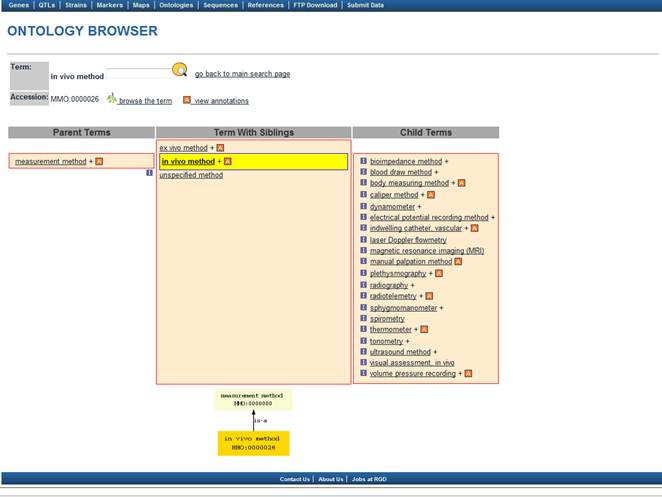 Genes | QTLs | Strains | Markers | Maps | Ontologies | Sequences | References | FTP Download | Submit Data
ONTOLOGY BROWSER
Term: in vivo method go back to main search page
Accession: MMO:0000026 browse the term A view annotations
Parent Terms
measurement method + A
Term With Siblings
ex vivo method + A
in vivo method + A
I unspecified method
Child Terms
I bioimpedance method +
I blood draw method +
I body measuring method + A
I caliper method + A
I dynamometer +
I electrical potential recording method +
I indwelling catheter, vascular + A
I laser Doppler flowmetry
I magnetic resonance imaging (MRI)
I manual palpation method A
I plethysmography + A
I radiography +
I radiotelemetry + A
I sphygmomanometer +
I spirometry
I thermometer + A
I tonometry +
I ultrasound method +
I visual assessment, in vivo
I volume pressure recording + A
measurement method
MMO:0000000
is-a
in vivo method
MMO:0000026
Contact Us | About Us | Jobs at RGD